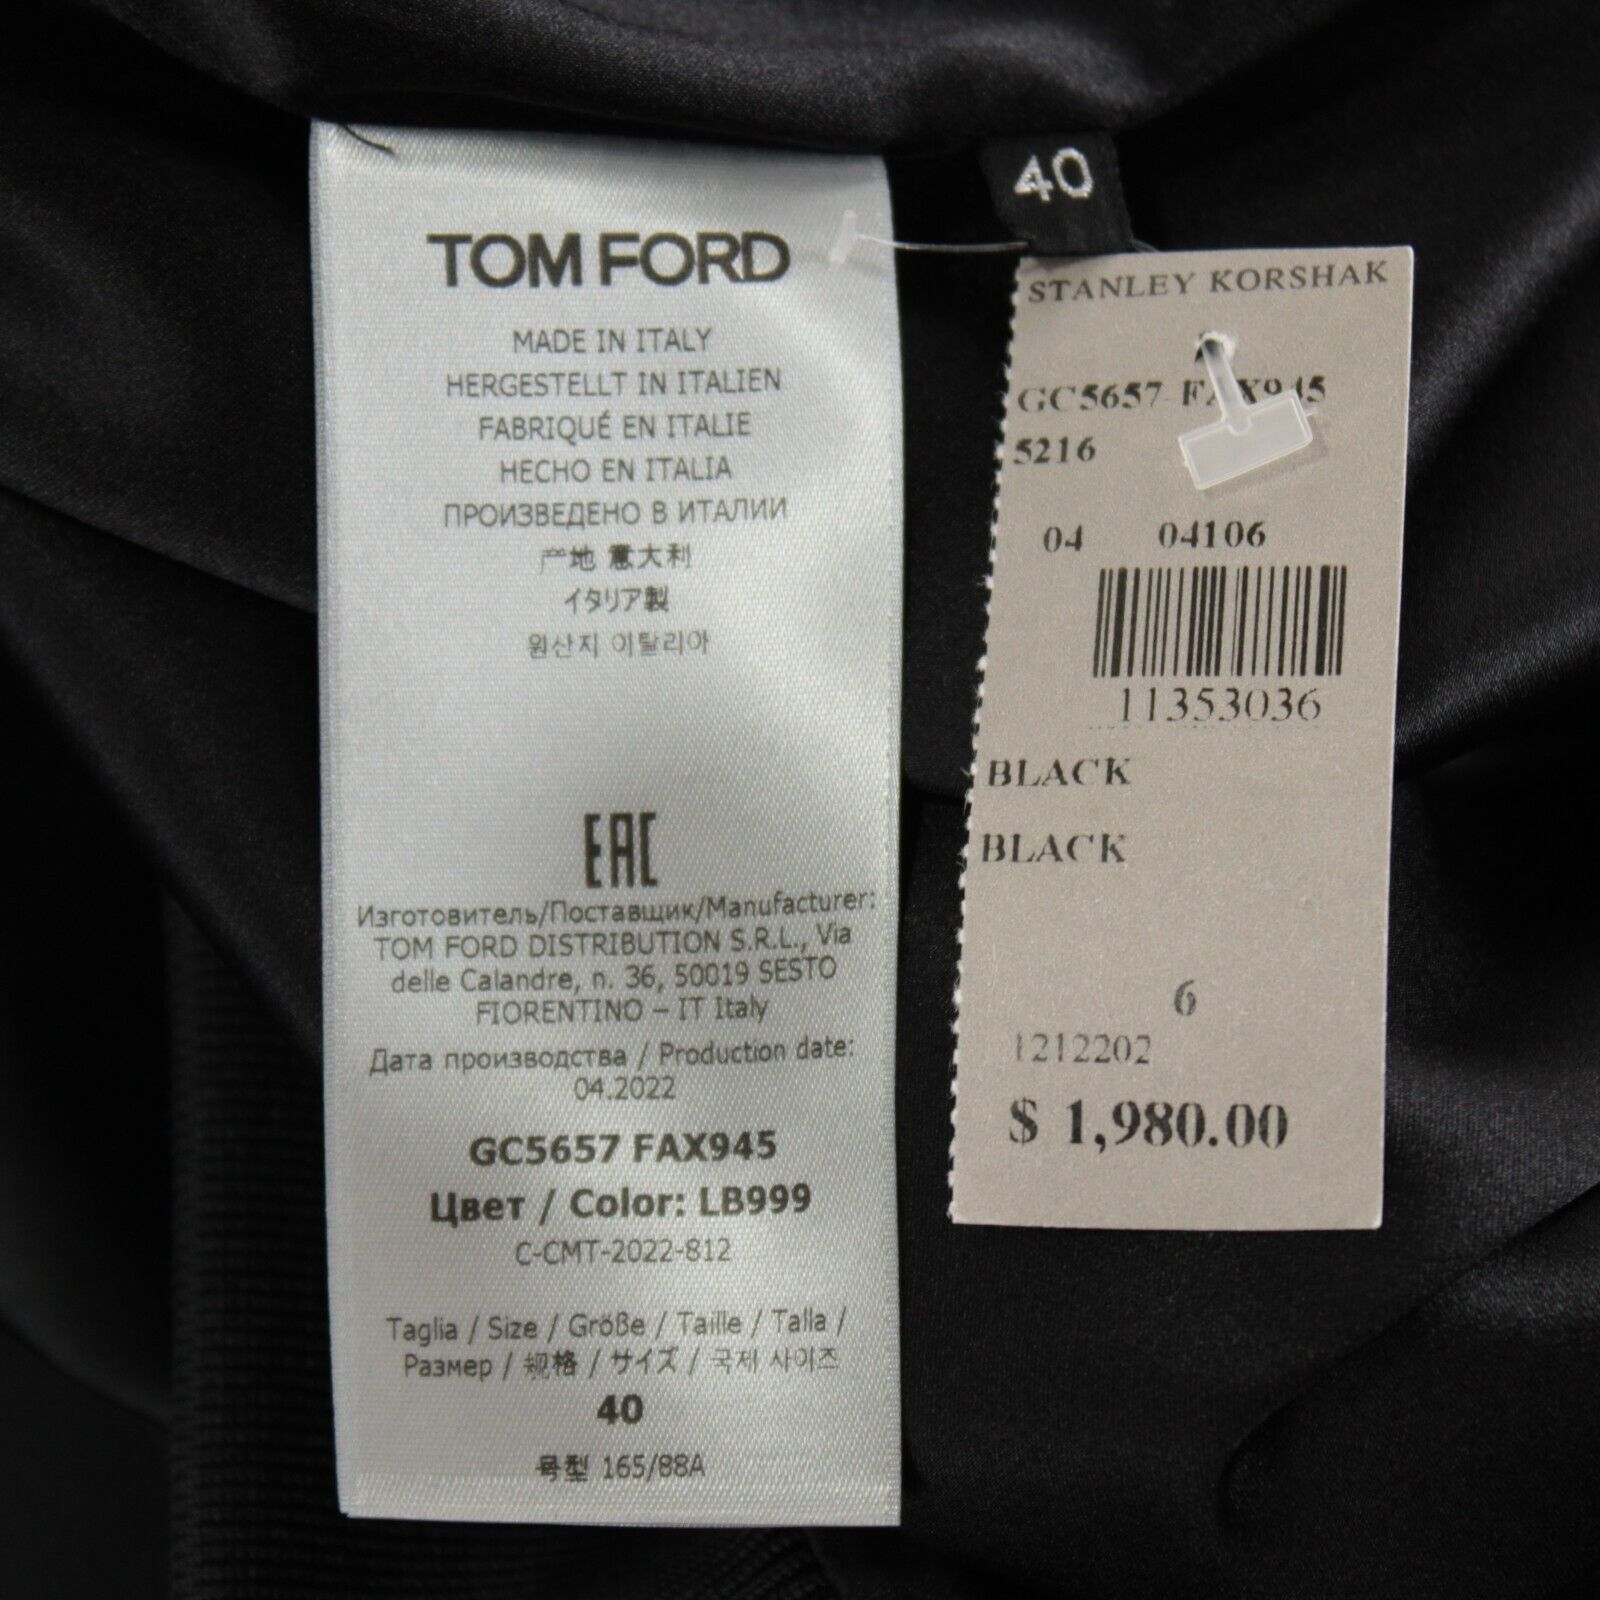 TOM FORD
MADE IN ITALY
HERGESTELLT IN ITALIEN
FABRIQUÉ EN ITALIE
HECHO EN ITALIA
ПРОИЗВЕДЕНО В ИТАЛИИ
产地 意大利
イタリア製
원산지 이탈리아
EAC
Изготовитель/Поставщик/Manufacturer:
TOM FORD DISTRIBUTION S.R.L., Via
delle Calandre, n. 36, 50019 SESTO
FIORENTINO – IT Italy
Дата производства / Production date:
04.2022
GC5657 FAX945
Цвет / Color: LB999
C-CMT-2022-812
Taglia / Size / Größe / Taille / Talla /
Размер / 规格 / サイズ / 국제 사이즈
40
号型 165/88A
40
STANLEY KORSHAK
GC5657-FAX945
5216
04 04106
11353036
BLACK
BLACK
6
1212202
$ 1,980.00